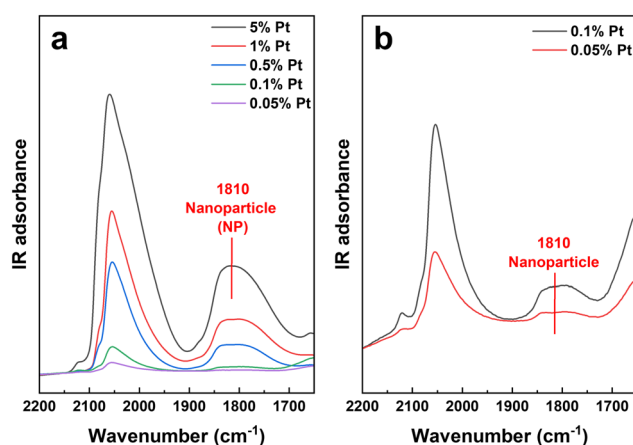 a
5% Pt
1% Pt
0.5% Pt
0.1% Pt
0.05% Pt
1810
Nanoparticle
(NP)
IR adsorbance
2200 2100 2000 1900 1800 1700
Wavenumber (cm⁻¹)
b
0.1% Pt
0.05% Pt
1810
Nanoparticle
IR adsorbance
2200 2100 2000 1900 1800 1700
Wavenumber (cm⁻¹)